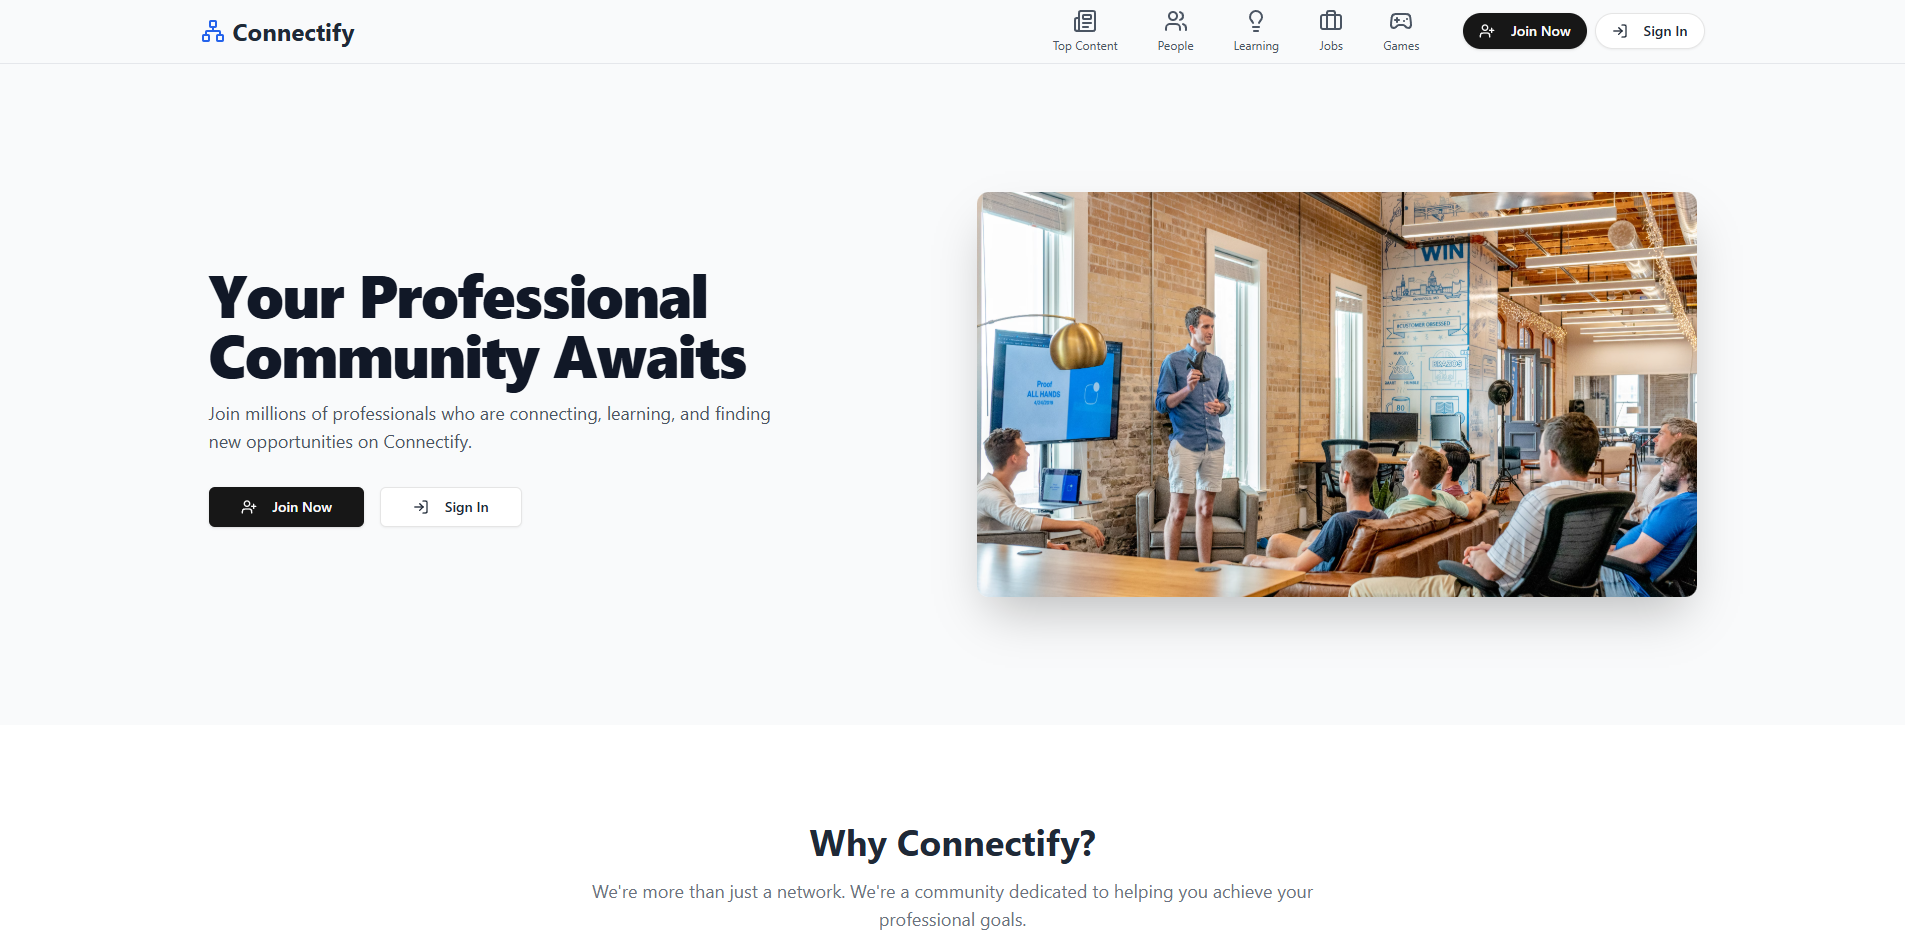 Connectify
Top Content
People
Learning
Jobs
Games
Join Now
Sign In
Your Professional
Community Awaits
Join millions of professionals who are connecting, learning, and finding
new opportunities on Connectify.
Join Now
Sign In
WIN
#CUSTOMER OBSESSED
Proof
ALL HANDS
Why Connectify?
We're more than just a network. We're a community dedicated to helping you achieve your
professional goals.